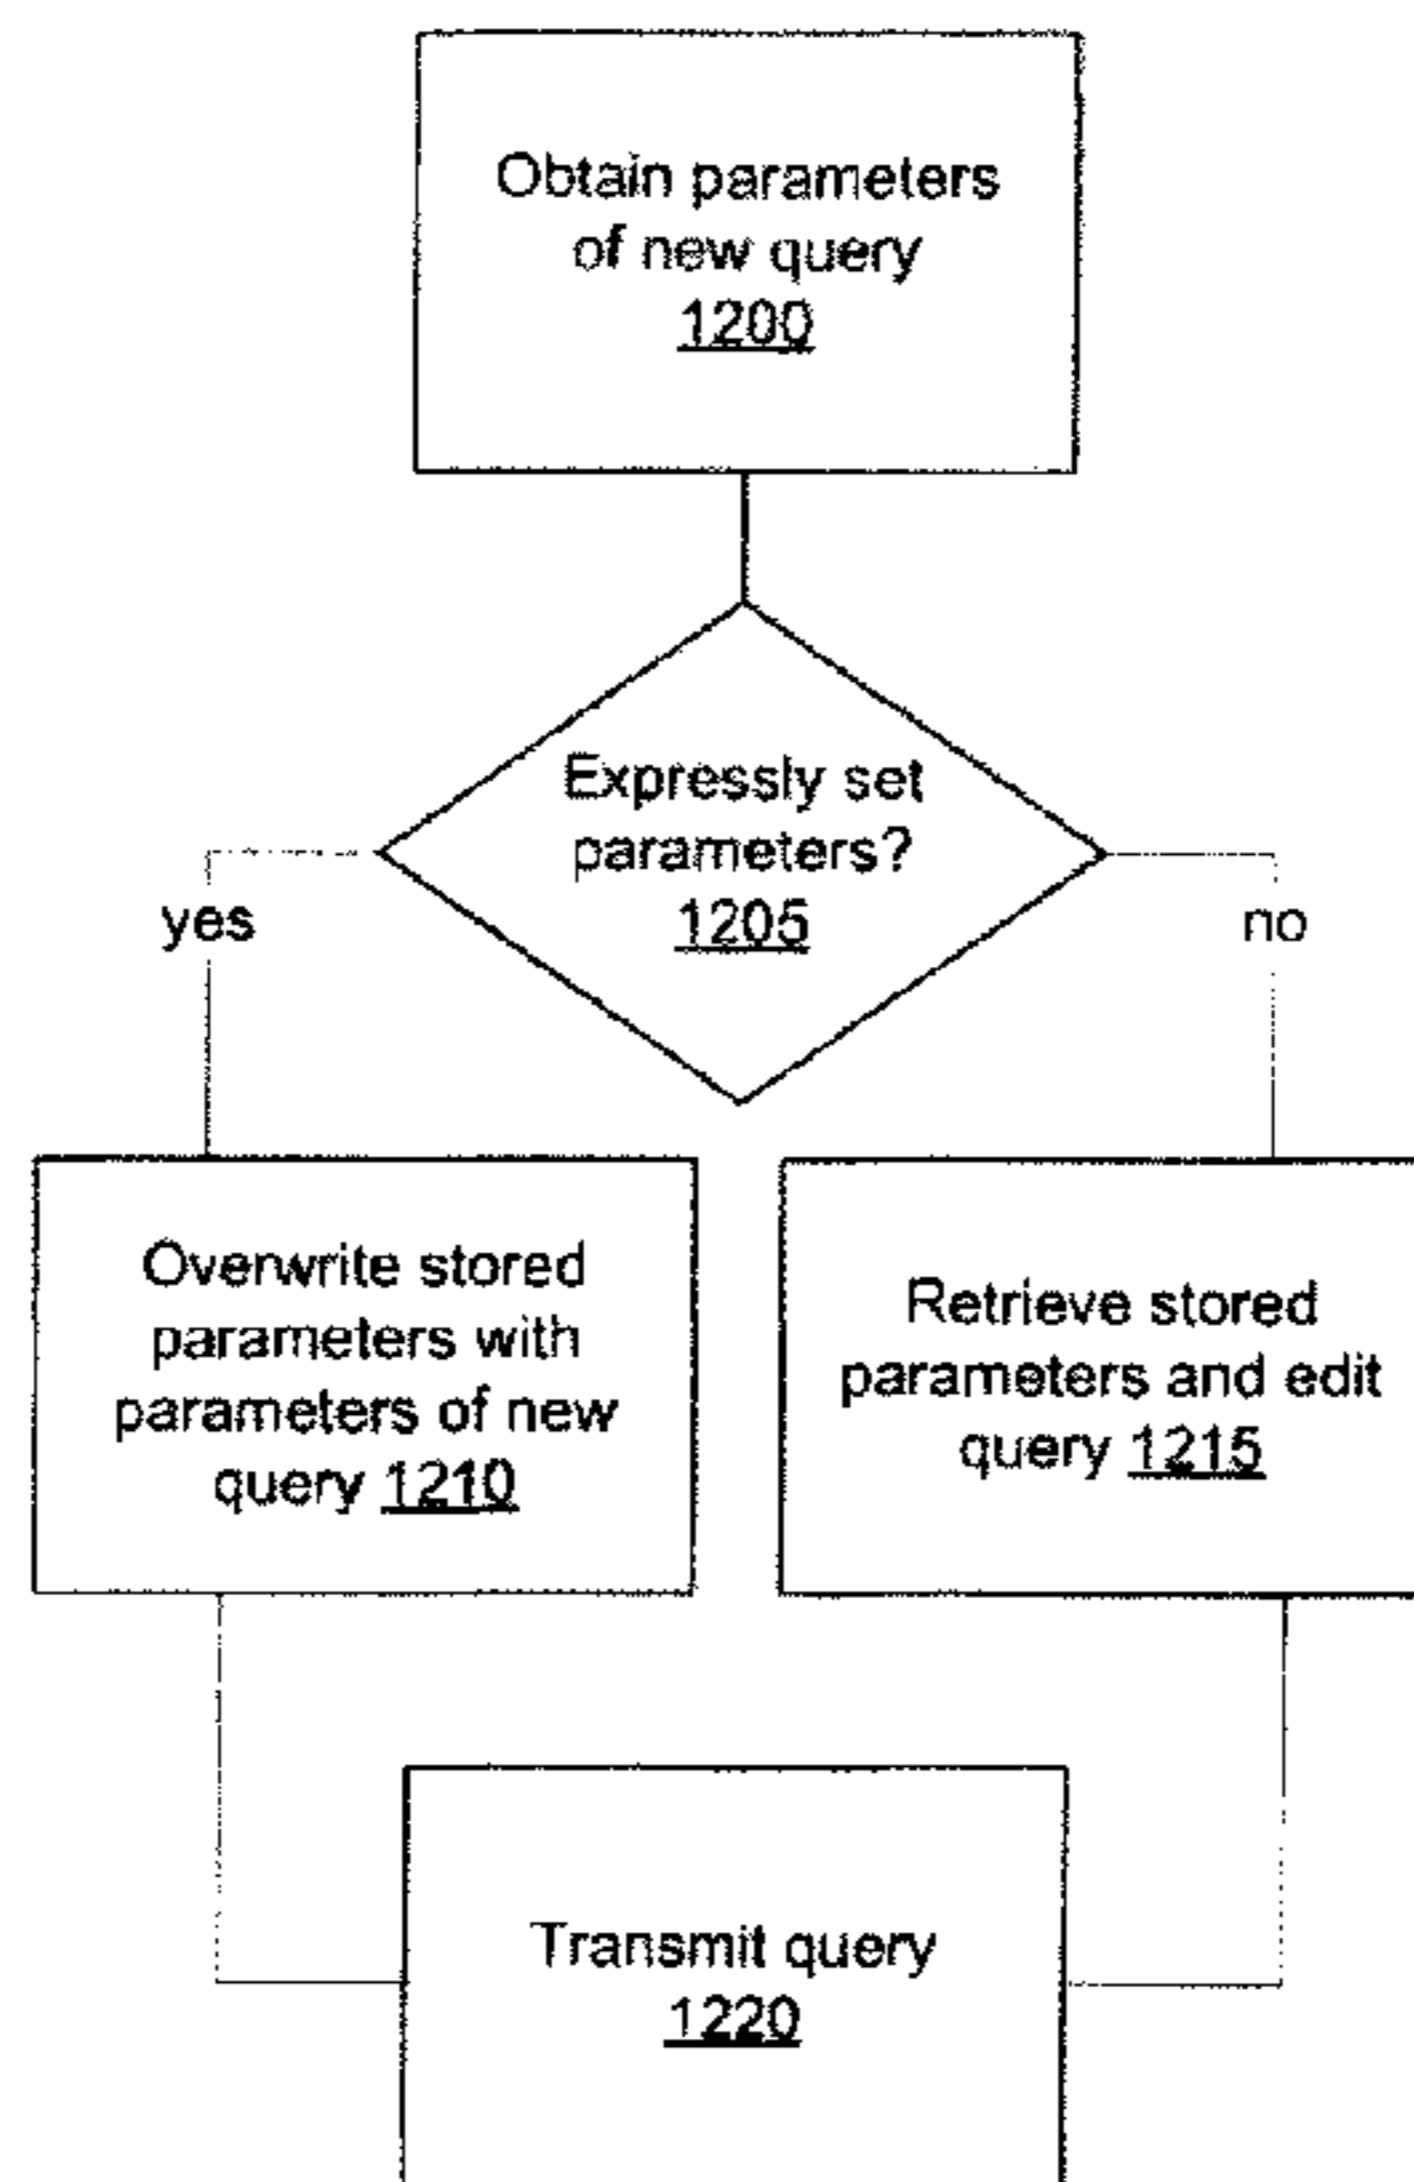 Obtain parameters
of new query
1200
Expressly set
parameters?
1205
yes
no
Overwrite stored
parameters with
parameters of new
query 1210
Retrieve stored
parameters and edit
query 1215
Transmit query
1220